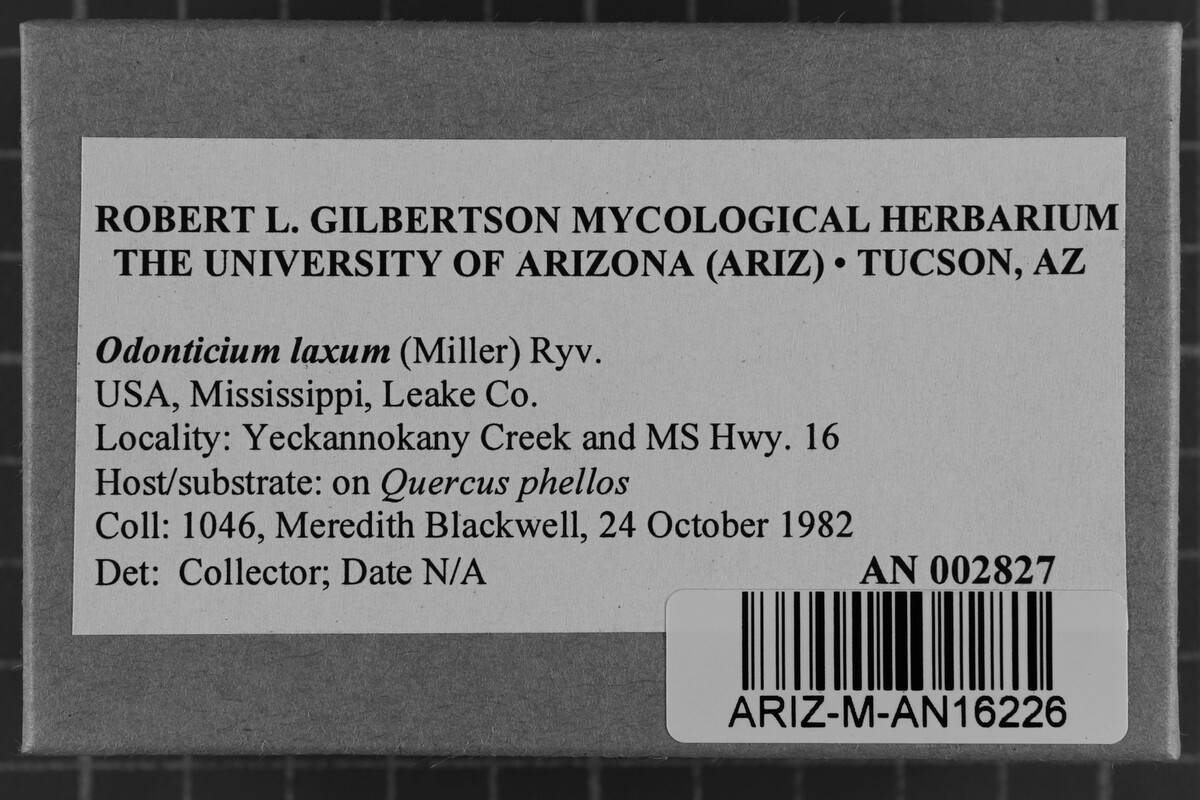 ROBERT L. GILBERTSON MYCOLOGICAL HERBARIUM
THE UNIVERSITY OF ARIZONA (ARIZ) • TUCSON, AZ
Odonticium laxum (Miller) Ryv.
USA, Mississippi, Leake Co.
Locality: Yeckannokany Creek and MS Hwy. 16
Host/substrate: on Quercus phellos
Coll: 1046, Meredith Blackwell, 24 October 1982
Det: Collector; Date N/A
AN 002827
ARIZ-M-AN16226